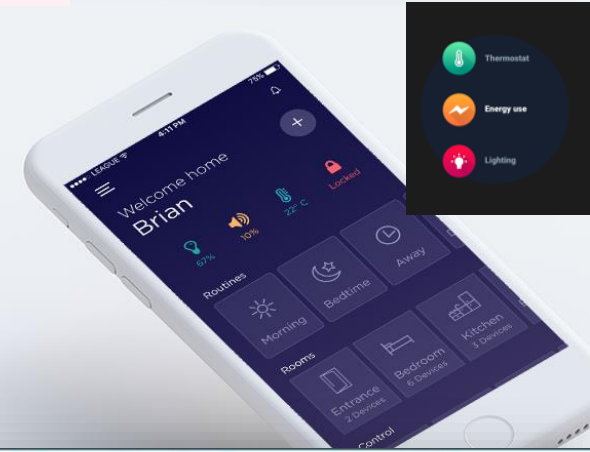 LEAGUE
4:11 PM
75%
Welcome home
Brian
67%
10%
22° C
Locked
Routines
Morning
Bedtime
Away
Rooms
Entrance
2 Devices
Bedroom
6 Devices
Kitchen
3 Devices
Control
Thermostat
Energy use
Lighting